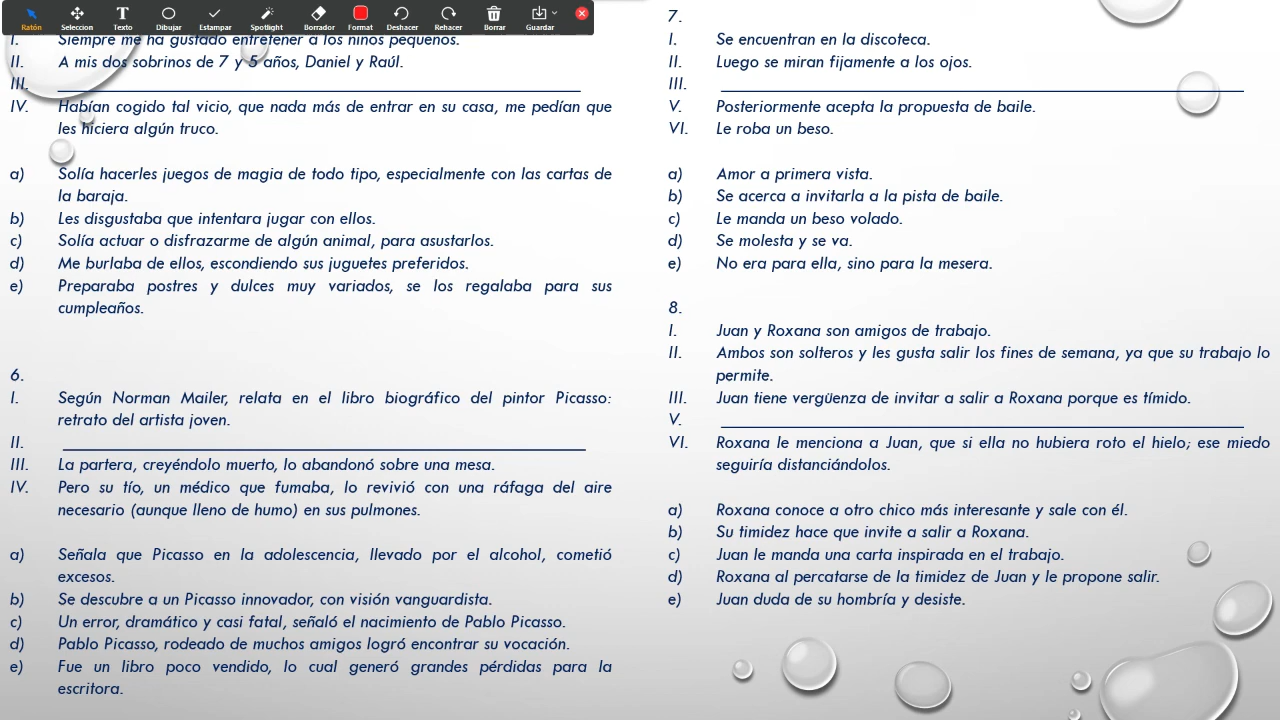 Ratón Selección Texto Dibujar Estampar Spotlight Borrador Format Deshacer Rehacer Borrar Guardar
I. Siempre me ha gustado entretener a los niños pequeños.
II. A mis dos sobrinos de 7 y 5 años, Daniel y Raúl.
III.
IV. Habían cogido tal vicio, que nada más de entrar en su casa, me pedían que
les hiciera algún truco.
a) Solía hacerles juegos de magia de todo tipo, especialmente con las cartas de
la baraja.
b) Les disgustaba que intentara jugar con ellos.
c) Solía actuar o disfrazarme de algún animal, para asustarlos.
d) Me burlaba de ellos, escondiendo sus juguetes preferidos.
e) Preparaba postres y dulces muy variados, se los regalaba para sus
cumpleaños.
6.
I. Según Norman Mailer, relata en el libro biográfico del pintor Picasso:
retrato del artista joven.
II.
III. La partera, creyéndolo muerto, lo abandonó sobre una mesa.
IV. Pero su tío, un médico que fumaba, lo revivió con una ráfaga del aire
necesario (aunque lleno de humo) en sus pulmones.
a) Señala que Picasso en la adolescencia, llevado por el alcohol, cometió
excesos.
b) Se descubre a un Picasso innovador, con visión vanguardista.
c) Un error, dramático y casi fatal, señaló el nacimiento de Pablo Picasso.
d) Pablo Picasso, rodeado de muchos amigos logró encontrar su vocación.
e) Fue un libro poco vendido, lo cual generó grandes pérdidas para la
escritora.
7.
I. Se encuentran en la discoteca.
II. Luego se miran fijamente a los ojos.
III.
V. Posteriormente acepta la propuesta de baile.
VI. Le roba un beso.
a) Amor a primera vista.
b) Se acerca a invitarla a la pista de baile.
c) Le manda un beso volado.
d) Se molesta y se va.
e) No era para ella, sino para la mesera.
8.
I. Juan y Roxana son amigos de trabajo.
II. Ambos son solteros y les gusta salir los fines de semana, ya que su trabajo lo
permite.
III. Juan tiene vergüenza de invitar a salir a Roxana porque es tímido.
V.
VI. Roxana le menciona a Juan, que si ella no hubiera roto el hielo; ese miedo
seguiría distanciándolos.
a) Roxana conoce a otro chico más interesante y sale con él.
b) Su timidez hace que invite a salir a Roxana.
c) Juan le manda una carta inspirada en el trabajo.
d) Roxana al percatarse de la timidez de Juan y le propone salir.
e) Juan duda de su hombría y desiste.